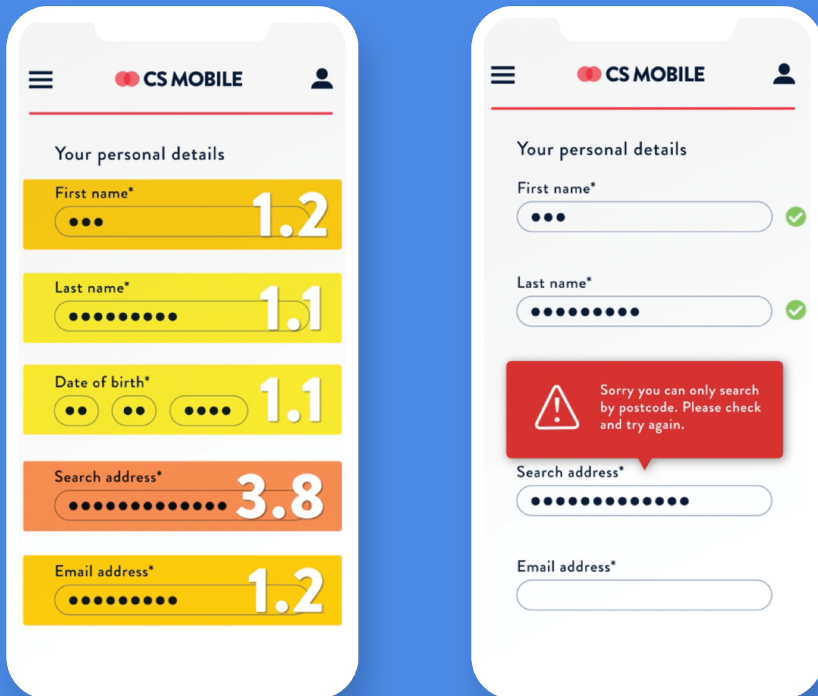 CS MOBILE
Your personal details
First name*
1.2
Last name*
1.1
Date of birth*
1.1
Search address*
3.8
Email address*
1.2
CS MOBILE
Your personal details
First name*
Last name*
Sorry you can only search
by postcode. Please check
and try again.
Search address*
Email address*